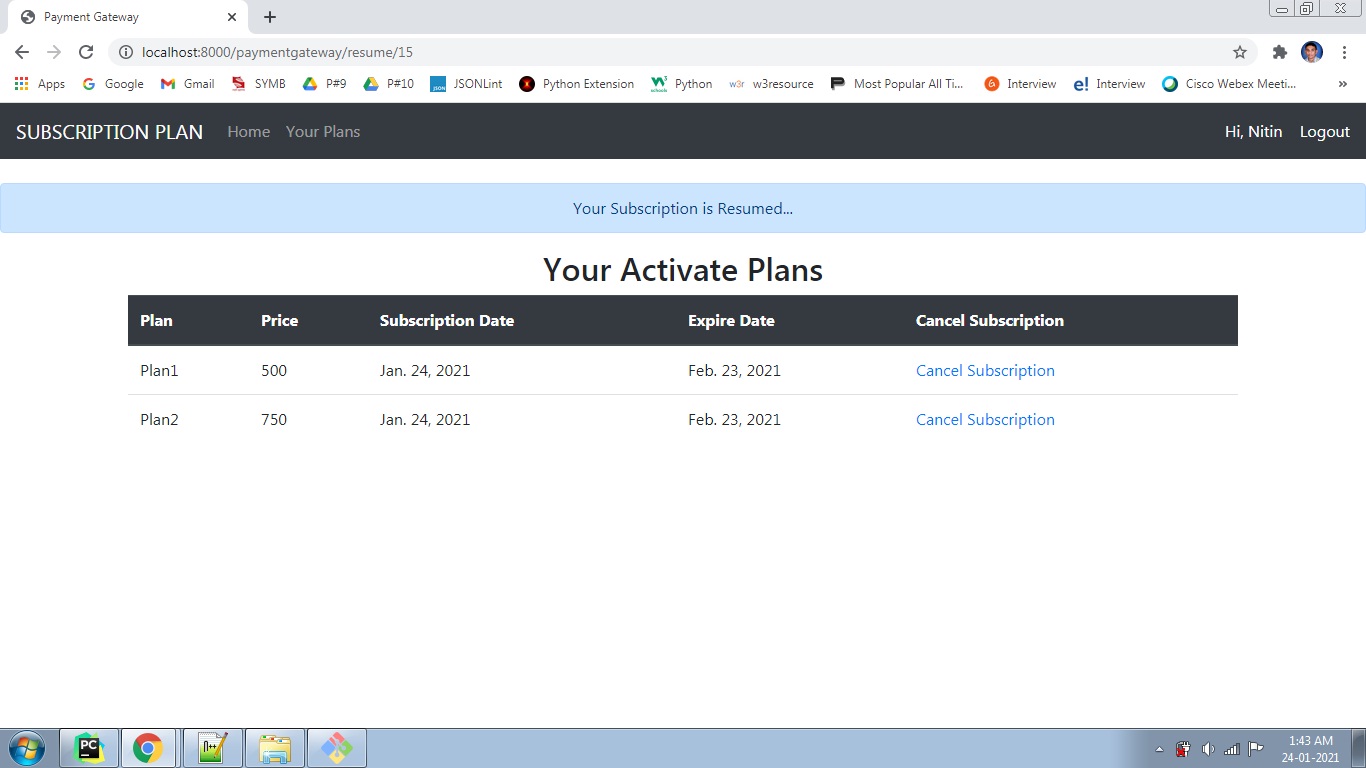 Payment Gateway
localhost:8000/paymentgateway/resume/15
Apps Google Gmail SYMB P#9 P#10 JSONLint Python Extension Python w3resource Most Popular All Ti... Interview Interview Cisco Webex Meeti... »
SUBSCRIPTION PLAN Home Your Plans Hi, Nitin Logout
Your Subscription is Resumed...
Your Activate Plans
Plan Price Subscription Date Expire Date Cancel Subscription
Plan1 500 Jan. 24, 2021 Feb. 23, 2021 Cancel Subscription
Plan2 750 Jan. 24, 2021 Feb. 23, 2021 Cancel Subscription
1:43 AM
24-01-2021